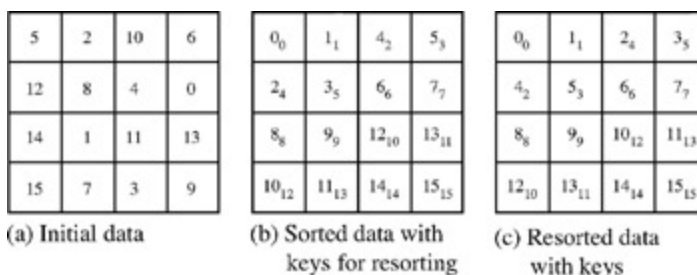 5 2 10 6
12 8 4 0
14 1 11 13
15 7 3 9
(a) Initial data
0₀ 1₁ 4₂ 5₃
2₄ 3₅ 6₆ 7₇
8₈ 9₉ 12₁₀ 13₁₁
10₁₂ 11₁₃ 14₁₄ 15₁₅
(b) Sorted data with
keys for resorting
0₀ 1₁ 2₄ 3₅
4₂ 5₃ 6₆ 7₇
8₈ 9₉ 10₁₂ 11₁₃
12₁₀ 13₁₁ 14₁₄ 15₁₅
(c) Resorted data
with keys